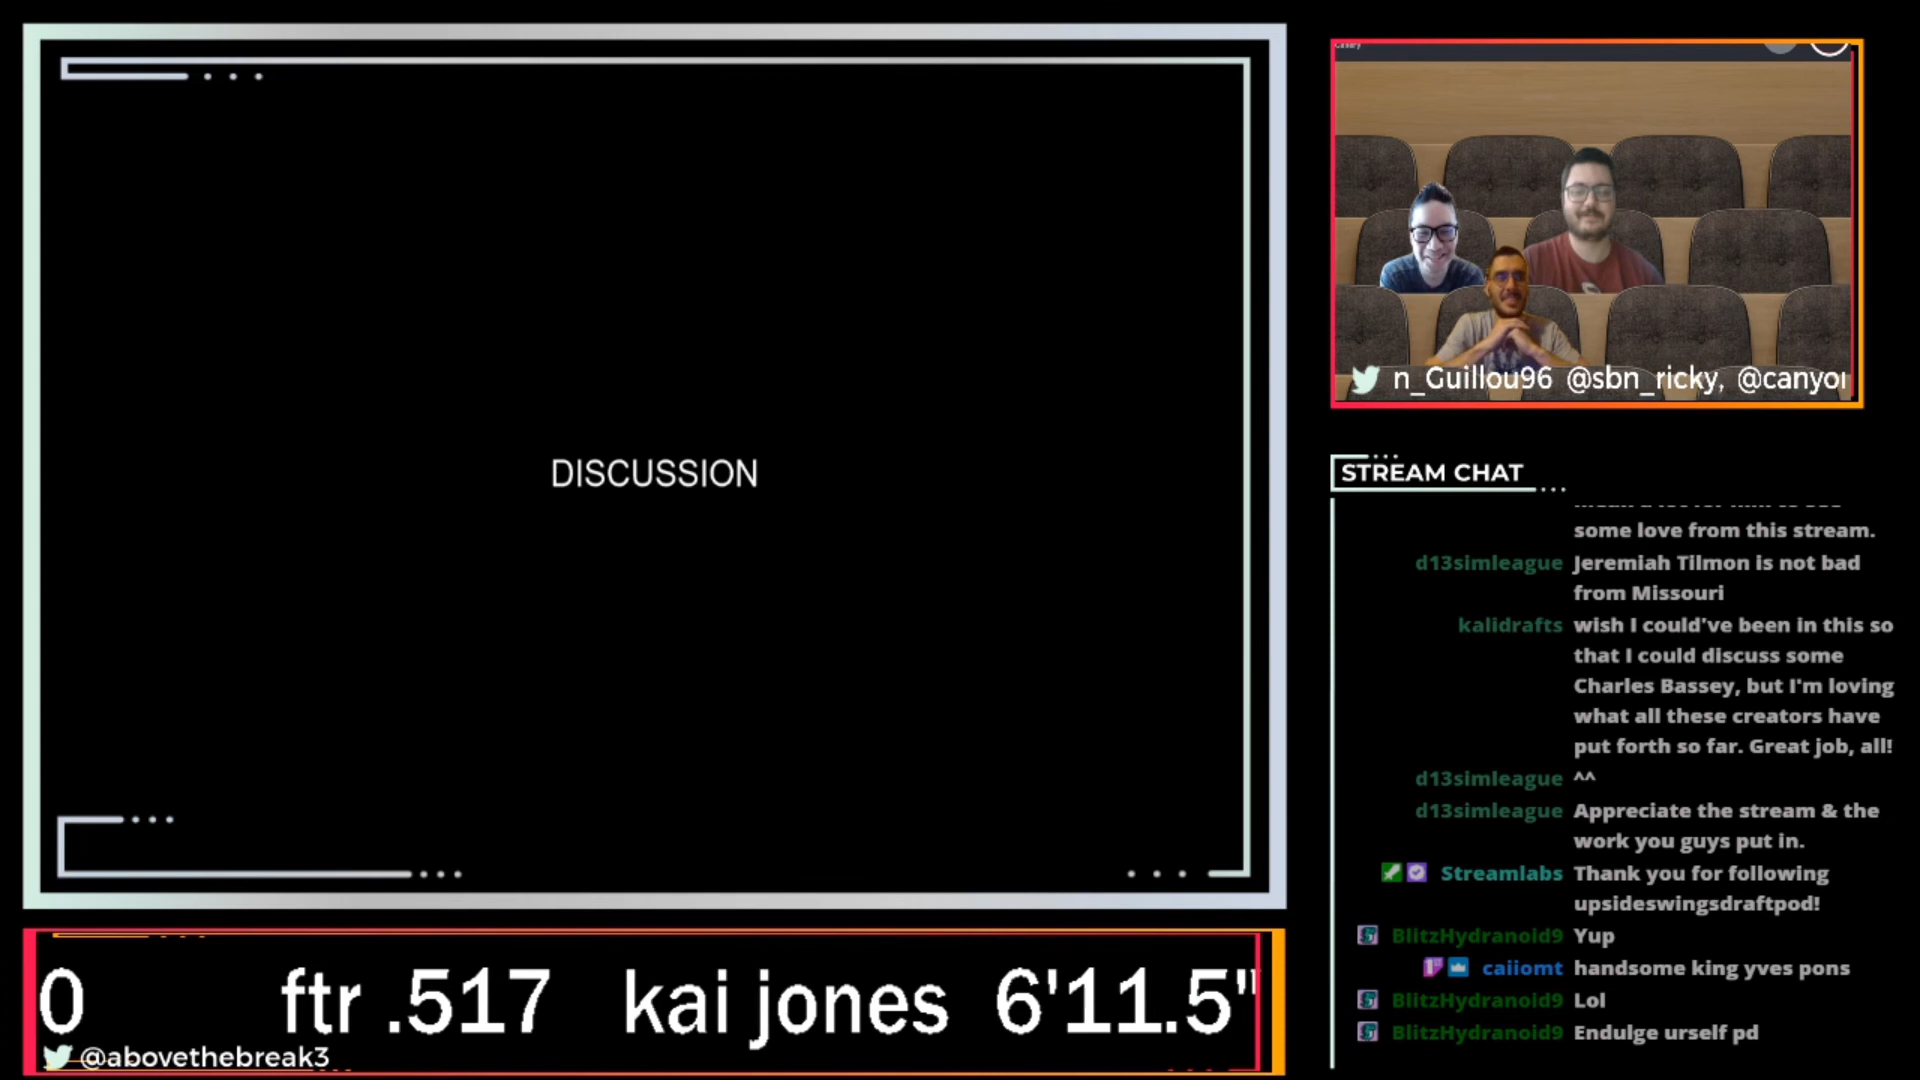 DISCUSSION
0 ftr .517 kai jones 6'11.5"
@abovethebreak3
Casey
n_Guillou96 @sbn_ricky, @canyo
STREAM CHAT
some love from this stream.
d13simleague Jeremiah Tilmon is not bad
from Missouri
kalidrafts wish I could've been in this so
that I could discuss some
Charles Bassey, but I'm loving
what all these creators have
put forth so far. Great job, all!
d13simleague ^^
d13simleague Appreciate the stream & the
work you guys put in.
Streamlabs Thank you for following
upsideswingsdraftpod!
BlitzHydranoid9 Yup
caiiomt handsome king yves pons
BlitzHydranoid9 Lol
BlitzHydranoid9 Endulge urself pd